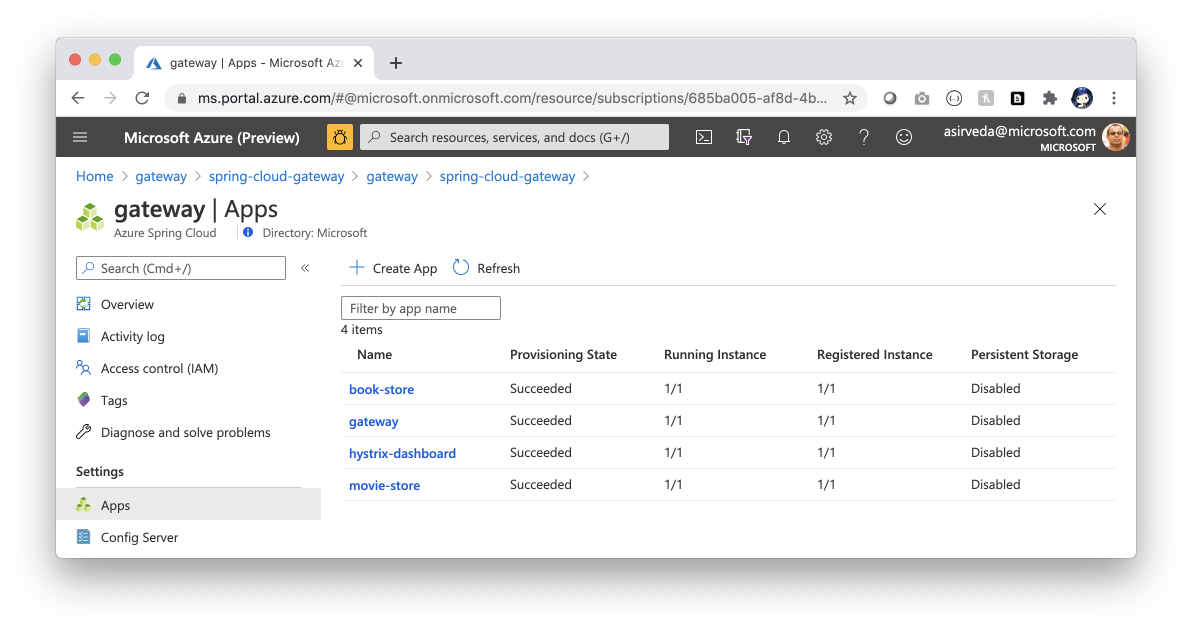 gateway | Apps - Microsoft Az
ms.portal.azure.com/#@microsoft.onmicrosoft.com/resource/subscriptions/685ba005-af8d-4b...
Microsoft Azure (Preview)
Search resources, services, and docs (G+/)
asirveda@microsoft.com
MICROSOFT
Home > gateway > spring-cloud-gateway > gateway > spring-cloud-gateway >
gateway | Apps
Azure Spring Cloud
Directory: Microsoft
Search (Cmd+/)
«
Overview
Activity log
Access control (IAM)
Tags
Diagnose and solve problems
Settings
Apps
Config Server
Create App Refresh
Filter by app name
4 items
Name Provisioning State Running Instance Registered Instance Persistent Storage
book-store Succeeded 1/1 1/1 Disabled
gateway Succeeded 1/1 1/1 Disabled
hystrix-dashboard Succeeded 1/1 1/1 Disabled
movie-store Succeeded 1/1 1/1 Disabled